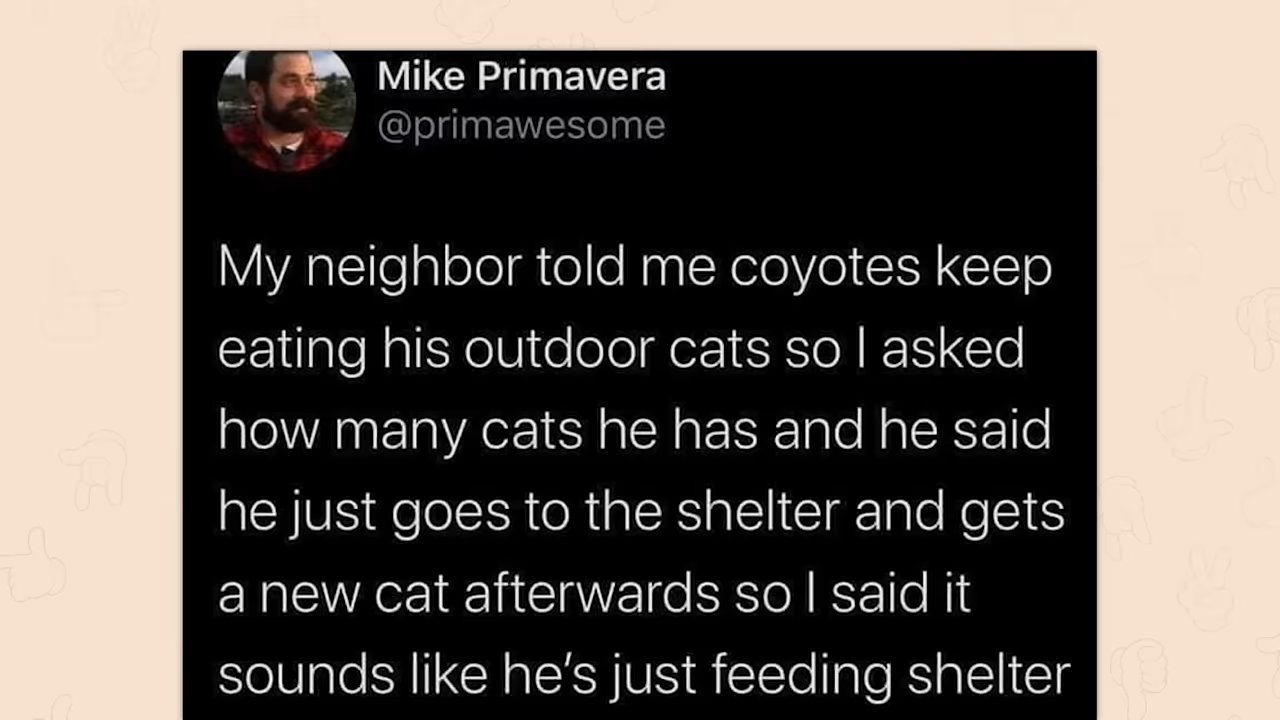 Mike Primavera
@primawesome
My neighbor told me coyotes keep
eating his outdoor cats so I asked
how many cats he has and he said
he just goes to the shelter and gets
a new cat afterwards so I said it
sounds like he's just feeding shelter